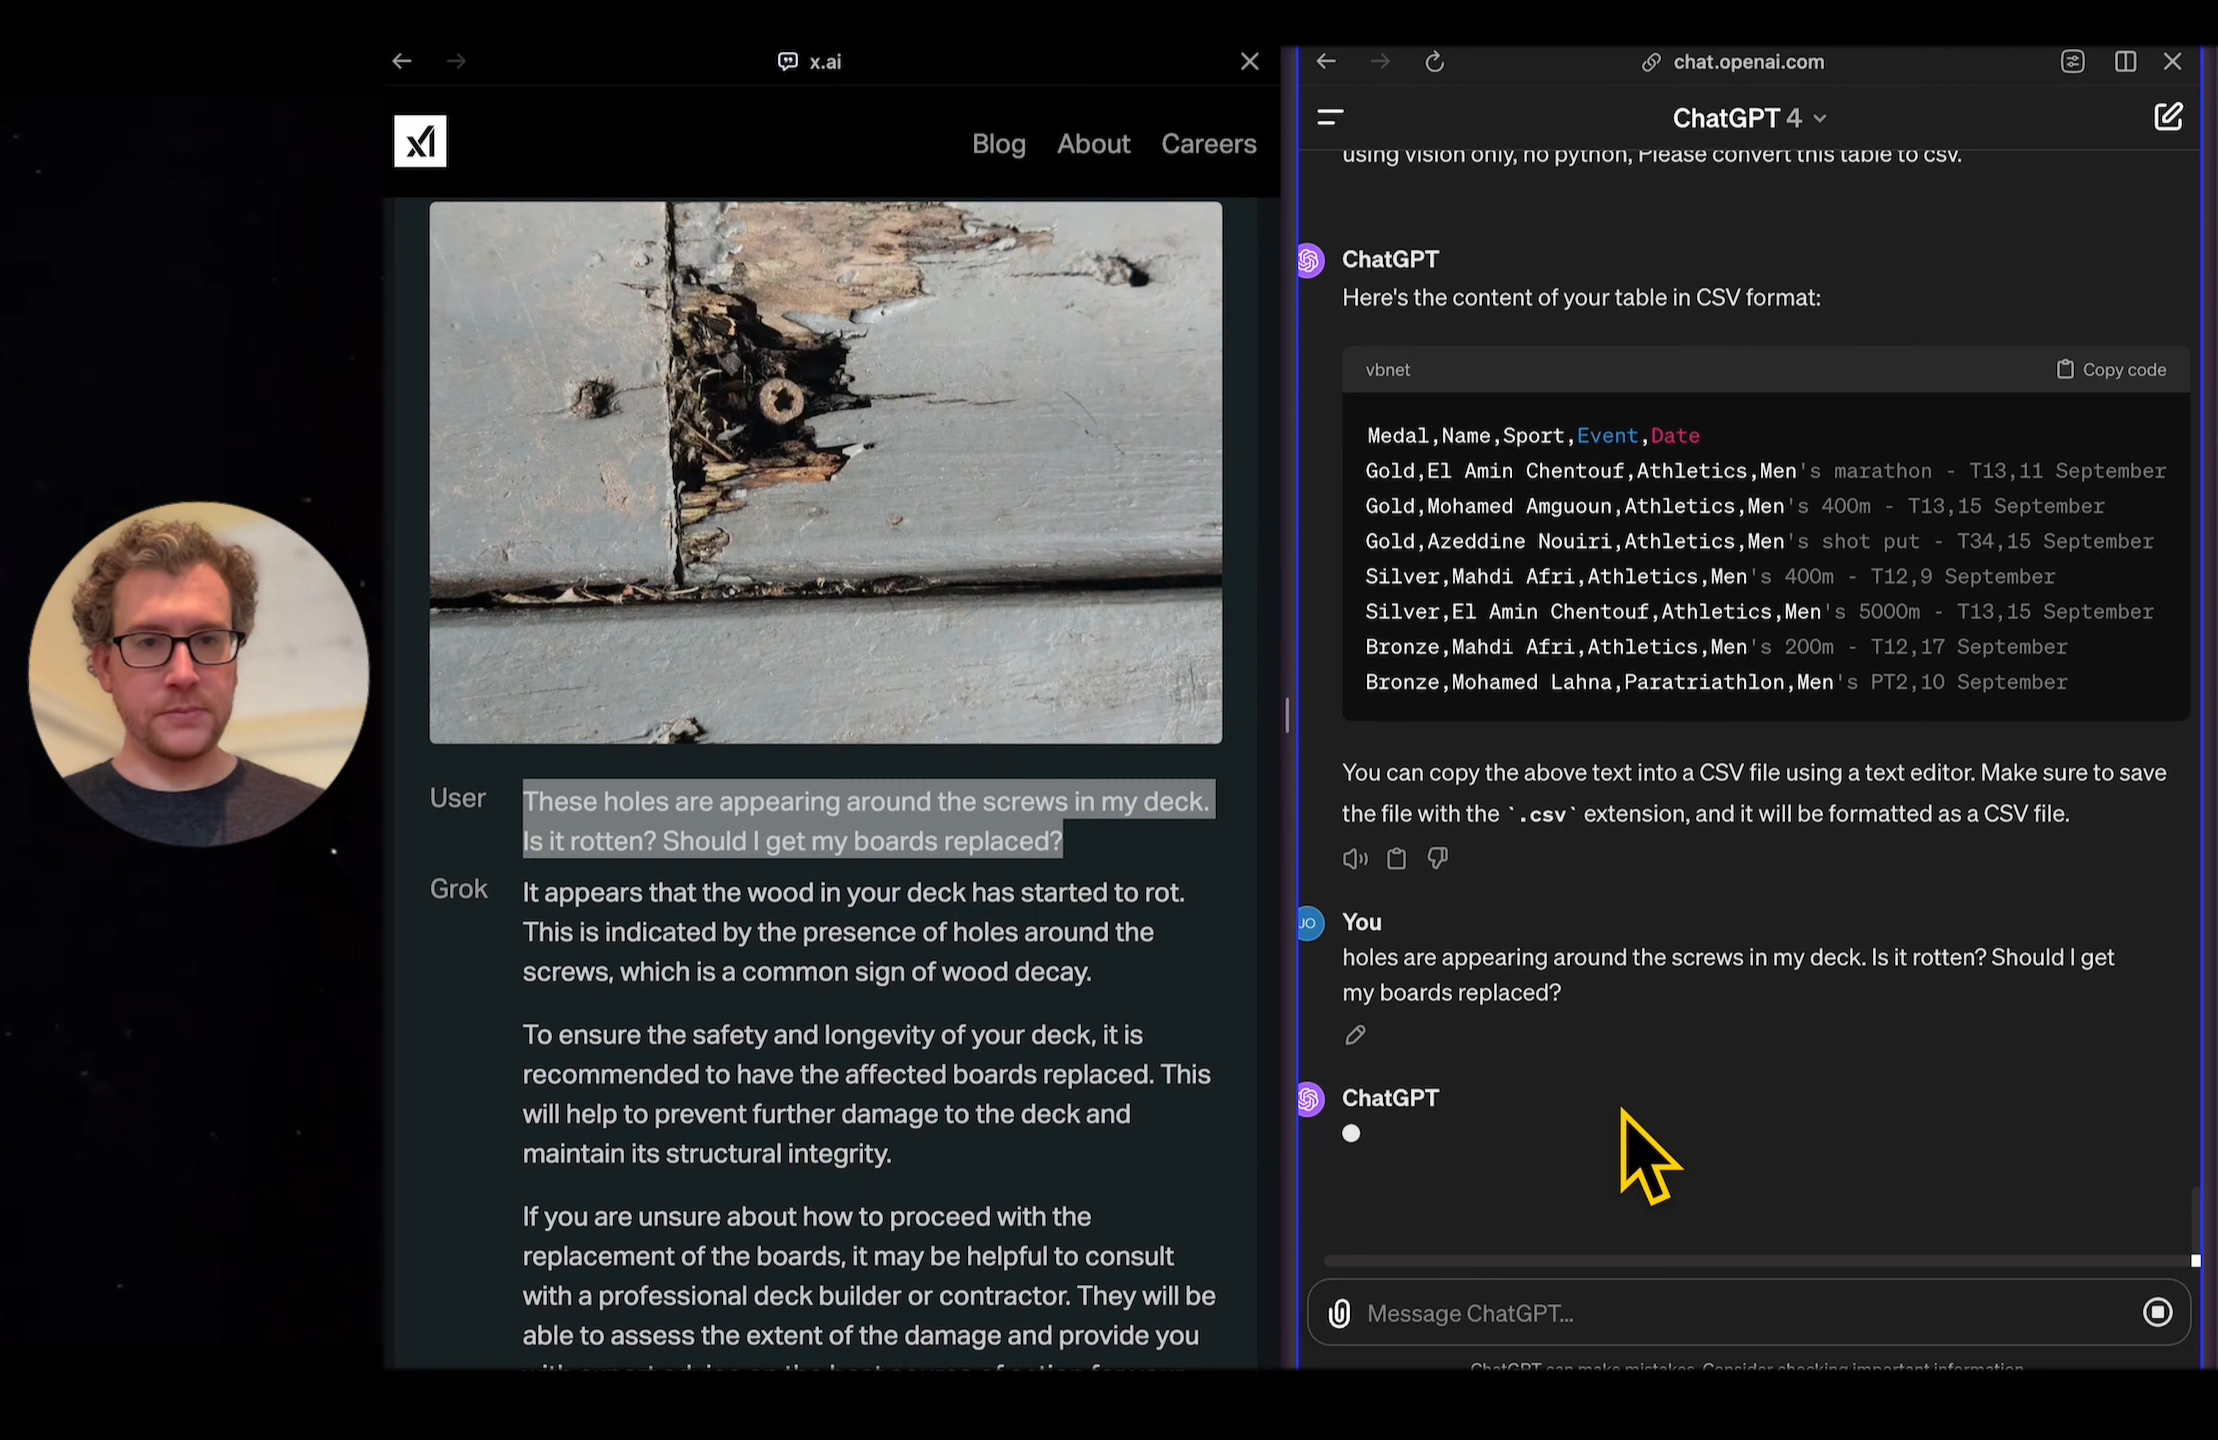 x.ai
Blog About Careers
User These holes are appearing around the screws in my deck.
Is it rotten? Should I get my boards replaced?
Grok It appears that the wood in your deck has started to rot.
This is indicated by the presence of holes around the
screws, which is a common sign of wood decay.
To ensure the safety and longevity of your deck, it is
recommended to have the affected boards replaced. This
will help to prevent further damage to the deck and
maintain its structural integrity.
If you are unsure about how to proceed with the
replacement of the boards, it may be helpful to consult
with a professional deck builder or contractor. They will be
able to assess the extent of the damage and provide you
chat.openai.com
ChatGPT 4
using vision only, no python, Please convert this table to csv.
ChatGPT
Here's the content of your table in CSV format:
vbnet Copy code
Medal,Name,Sport,Event,Date
Gold,El Amin Chentouf,Athletics,Men's marathon - T13,11 September
Gold,Mohamed Amguoun,Athletics,Men's 400m - T13,15 September
Gold,Azeddine Nouiri,Athletics,Men's shot put - T34,15 September
Silver,Mahdi Afri,Athletics,Men's 400m - T12,9 September
Silver,El Amin Chentouf,Athletics,Men's 5000m - T13,15 September
Bronze,Mahdi Afri,Athletics,Men's 200m - T12,17 September
Bronze,Mohamed Lahna,Paratriathlon,Men's PT2,10 September
You can copy the above text into a CSV file using a text editor. Make sure to save
the file with the `.csv` extension, and it will be formatted as a CSV file.
JO You
holes are appearing around the screws in my deck. Is it rotten? Should I get
my boards replaced?
ChatGPT
Message ChatGPT…
ChatGPT can make mistakes. Consider checking important information.